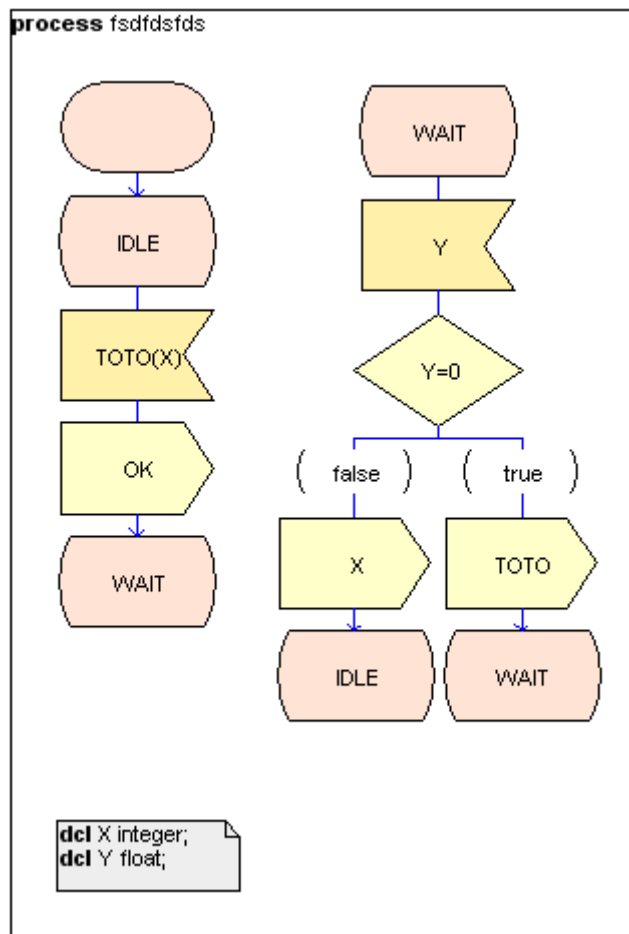 process fsdfdsfds
IDLE
TOTO(X)
OK
WAIT
WAIT
Y
Y=0
( false )
( true )
X
TOTO
IDLE
WAIT
dcl X integer;
dcl Y float;